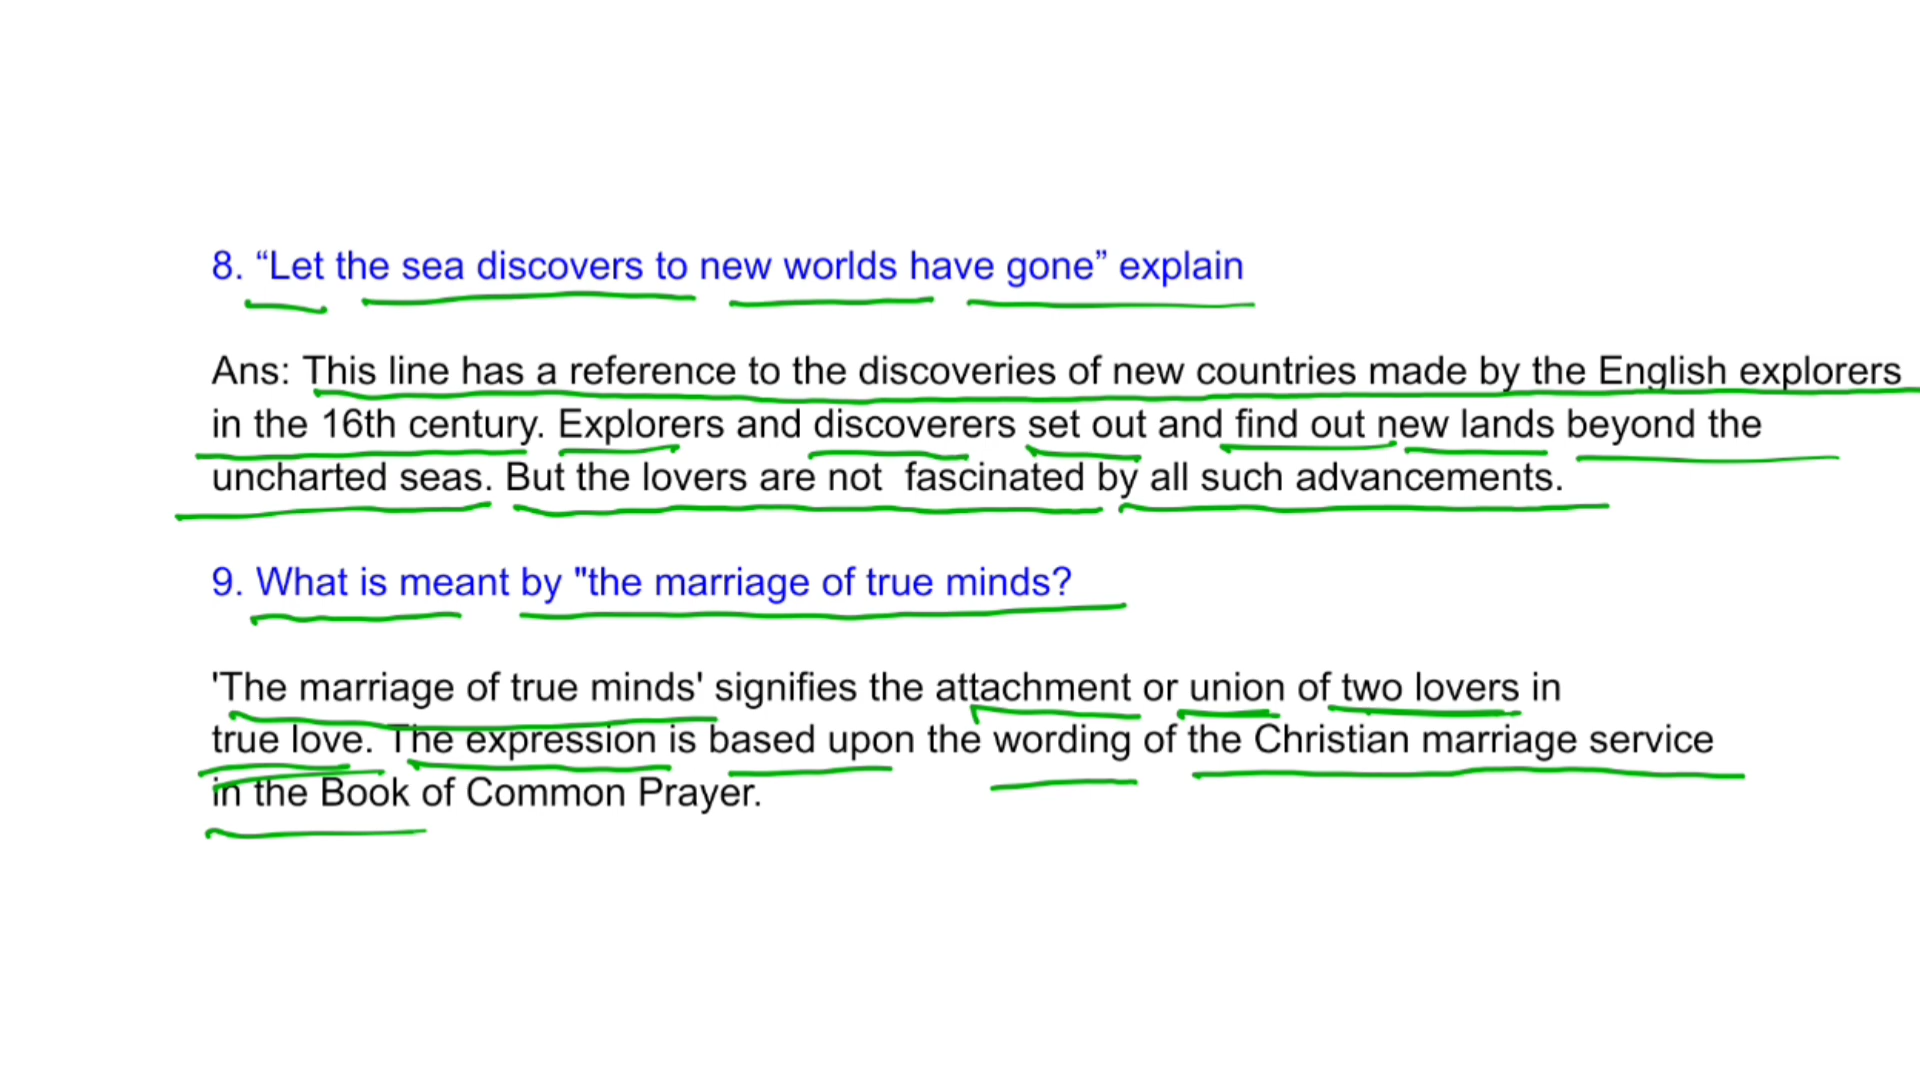 8. “Let the sea discovers to new worlds have gone” explain
Ans: This line has a reference to the discoveries of new countries made by the English explorers
in the 16th century. Explorers and discoverers set out and find out new lands beyond the
uncharted seas. But the lovers are not  fascinated by all such advancements.
9. What is meant by "the marriage of true minds?
'The marriage of true minds' signifies the attachment or union of two lovers in
true love. The expression is based upon the wording of the Christian marriage service
in the Book of Common Prayer.